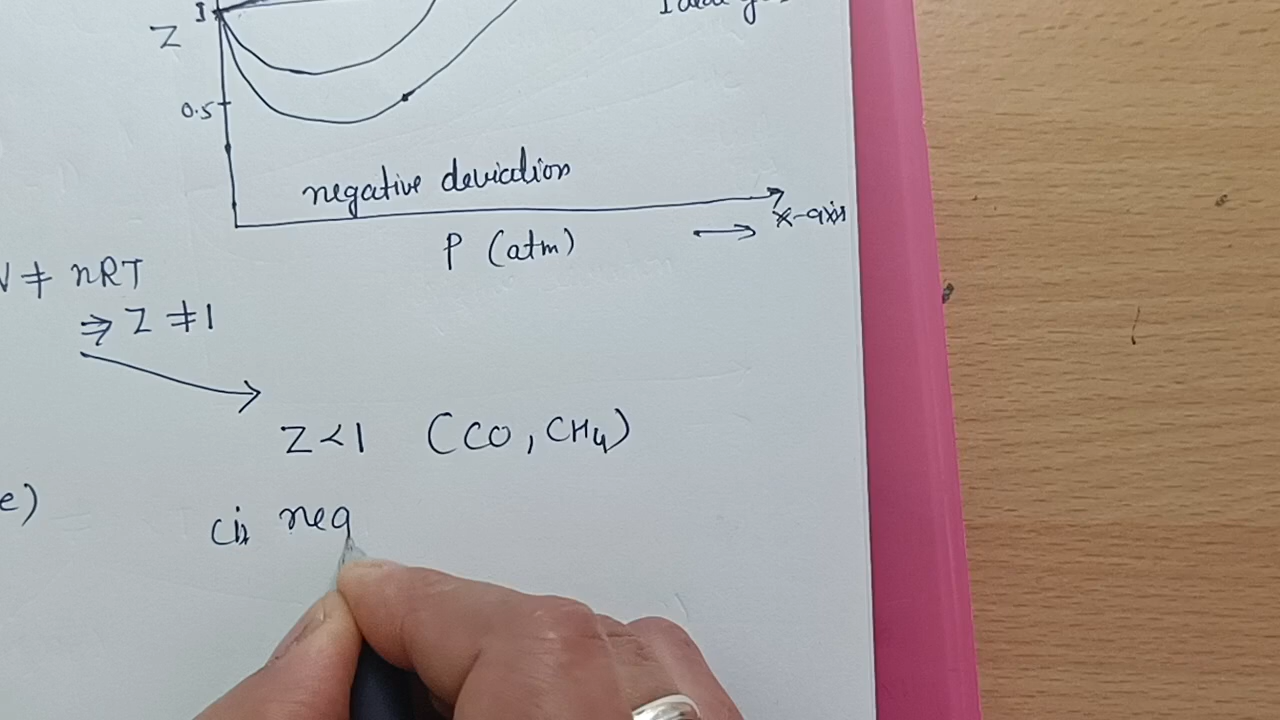 1
Z
0.5
negative deviation
x-axis
P (atm)
≠ nRT
⇒ Z ≠ 1
Z < 1 (CO, CH4)
e)
(i) neg